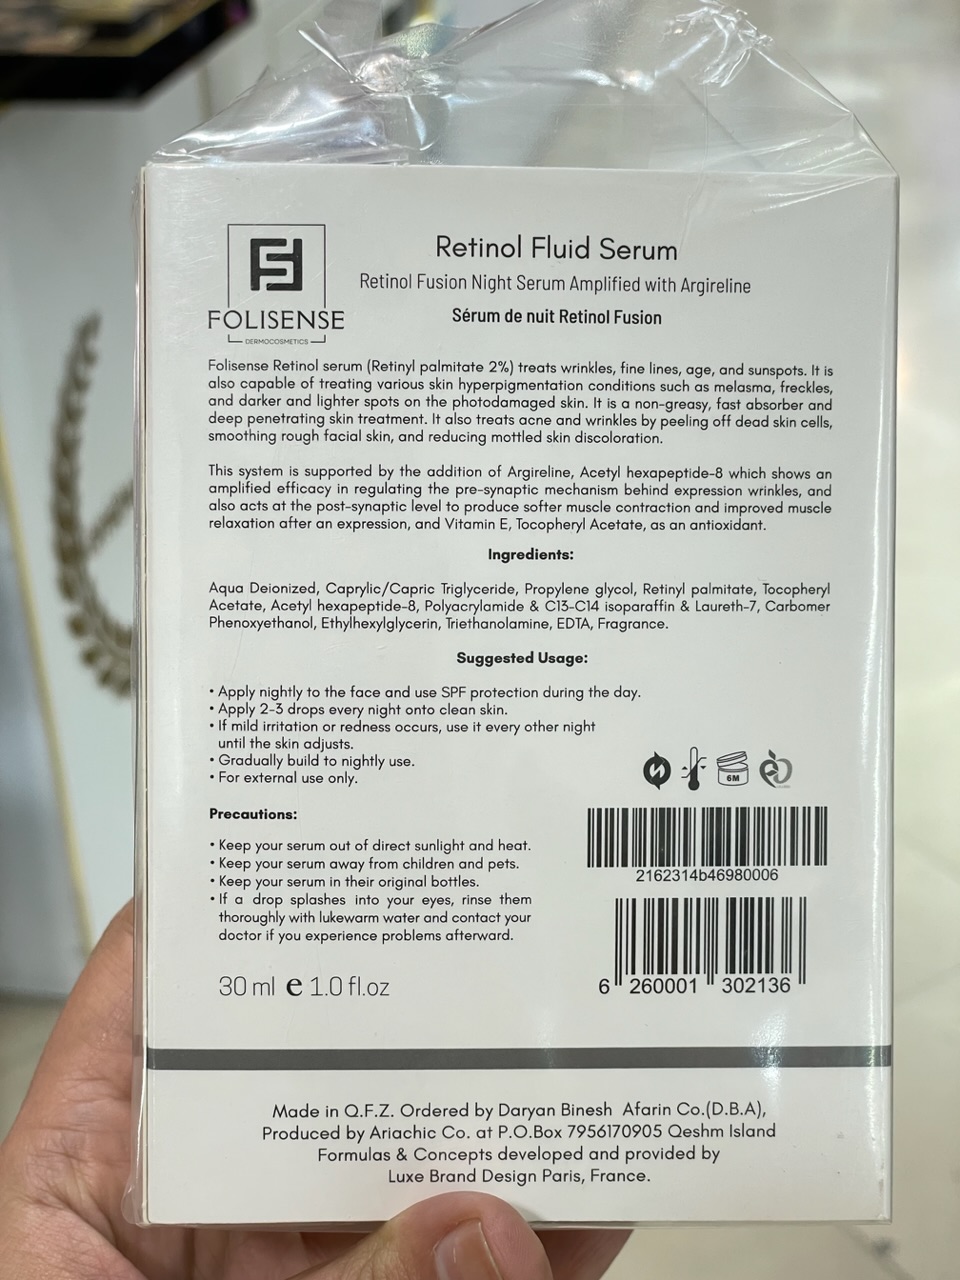 Retinol Fluid Serum
Retinol Fusion Night Serum Amplified with Argireline
Sérum de nuit Retinol Fusion
FOLISENSE
DERMOCOSMETICS
Folisense Retinol serum (Retinyl palmitate 2%) treats wrinkles, fine lines, age, and sunspots. It is
also capable of treating various skin hyperpigmentation conditions such as melasma, freckles,
and darker and lighter spots on the photodamaged skin. It is a non-greasy, fast absorber and
deep penetrating skin treatment. It also treats acne and wrinkles by peeling off dead skin cells,
smoothing rough facial skin, and reducing mottled skin discoloration.
This system is supported by the addition of Argireline, Acetyl hexapeptide-8 which shows an
amplified efficacy in regulating the pre-synaptic mechanism behind expression wrinkles, and
also acts at the post-synaptic level to produce softer muscle contraction and improved muscle
relaxation after an expression, and Vitamin E, Tocopheryl Acetate, as an antioxidant.
Ingredients:
Aqua Deionized, Caprylic/Capric Triglyceride, Propylene glycol, Retinyl palmitate, Tocopheryl
Acetate, Acetyl hexapeptide-8, Polyacrylamide & C13-C14 isoparaffin & Laureth-7, Carbomer
Phenoxyethanol, Ethylhexylglycerin, Triethanolamine, EDTA, Fragrance.
Suggested Usage:
• Apply nightly to the face and use SPF protection during the day.
• Apply 2-3 drops every night onto clean skin.
• If mild irritation or redness occurs, use it every other night
until the skin adjusts.
• Gradually build to nightly use.
• For external use only.
6M
Precautions:
• Keep your serum out of direct sunlight and heat.
• Keep your serum away from children and pets.
• Keep your serum in their original bottles.
• If a drop splashes into your eyes, rinse them
thoroughly with lukewarm water and contact your
doctor if you experience problems afterward.
2162314b46980006
6 260001 302136
30 ml e 1.0 fl.oz
Made in Q.F.Z. Ordered by Daryan Binesh Afarin Co.(D.B.A),
Produced by Ariachic Co. at P.O.Box 7956170905 Qeshm Island
Formulas & Concepts developed and provided by
Luxe Brand Design Paris, France.